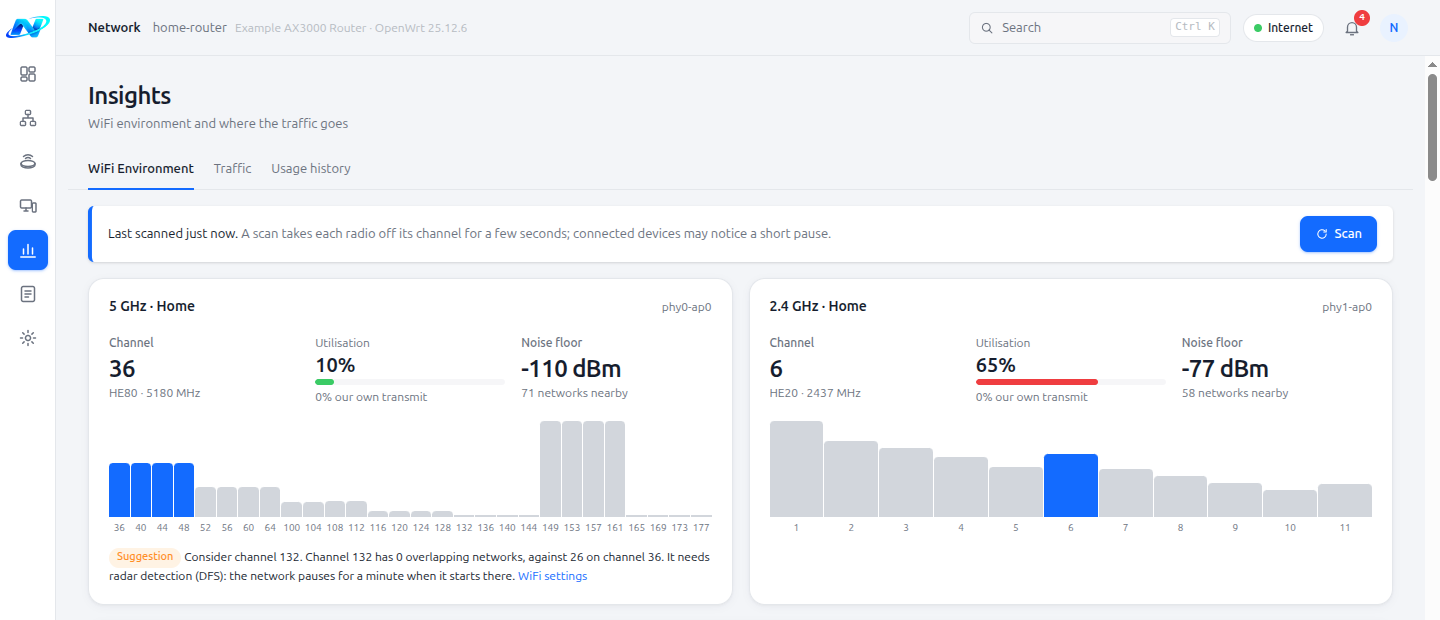 Network home-router Example AX3000 Router · OpenWrt 25.12.6
Search Ctrl K
Internet
4
N
Insights
WiFi environment and where the traffic goes
WiFi Environment Traffic Usage history
Last scanned just now. A scan takes each radio off its channel for a few seconds; connected devices may notice a short pause.
Scan
5 GHz · Home phy0-ap0
Channel Utilisation Noise floor
36 10% -110 dBm
HE80 · 5180 MHz 0% our own transmit 71 networks nearby
36 40 44 48 52 56 60 64 100 104 108 112 116 120 124 128 132 136 140 144 149 153 157 161 165 169 173 177
Suggestion Consider channel 132. Channel 132 has 0 overlapping networks, against 26 on channel 36. It needs
radar detection (DFS): the network pauses for a minute when it starts there. WiFi settings
2.4 GHz · Home phy1-ap0
Channel Utilisation Noise floor
6 65% -77 dBm
HE20 · 2437 MHz 0% our own transmit 58 networks nearby
1 2 3 4 5 6 7 8 9 10 11